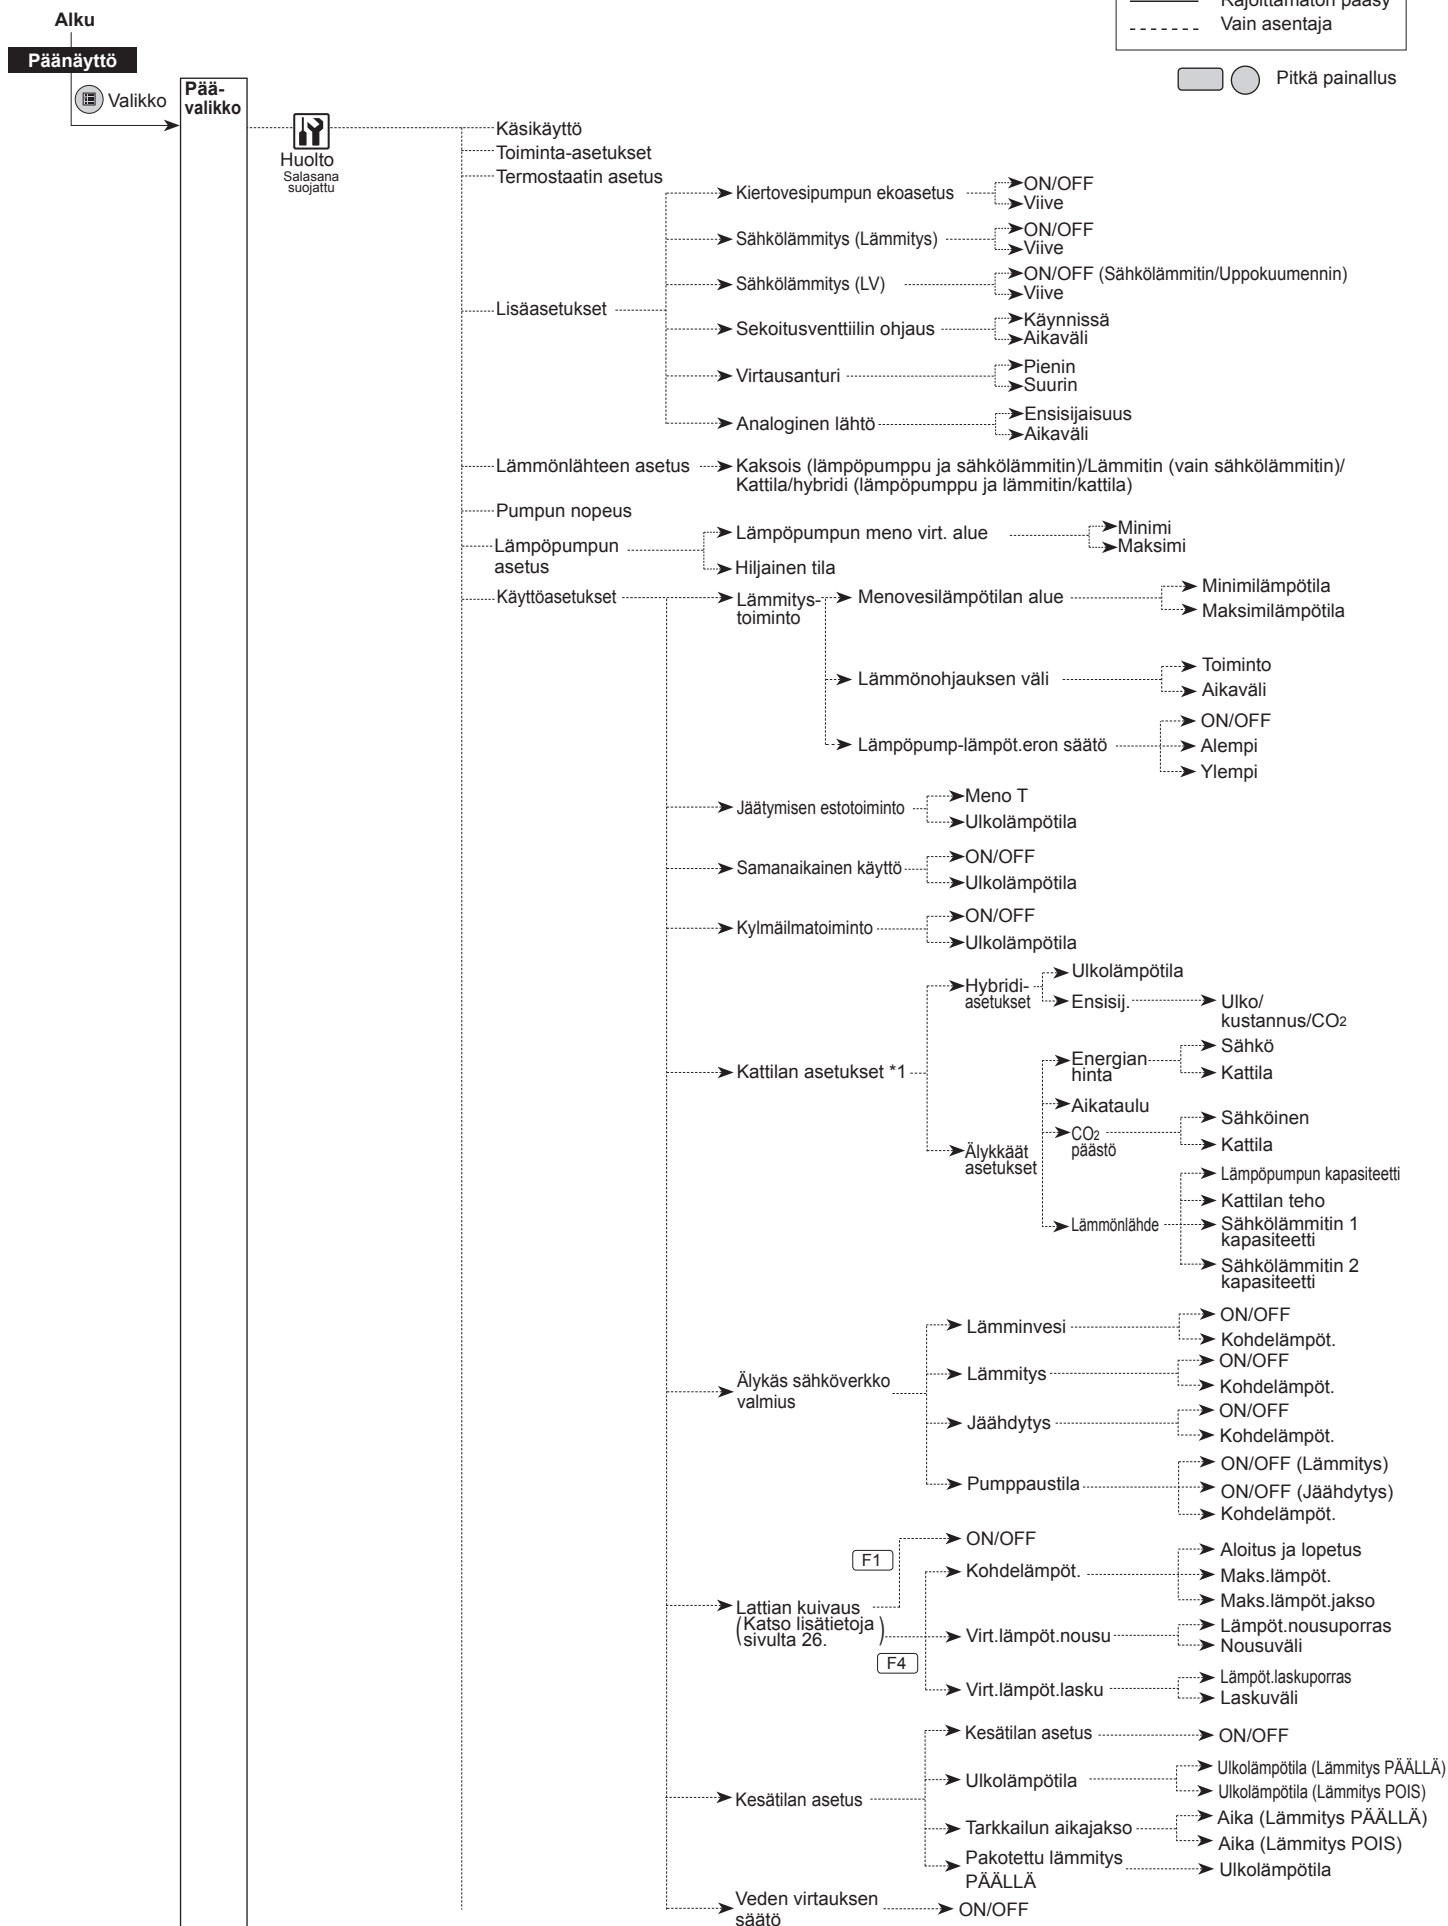 Rajoittamaton pääsy
Vain asentaja
Pitkä painallus
Alku
Päänäyttö
Valikko
Pää-
valikko
Huolto
Salasana
suojattu
Käsikäyttö
Toiminta-asetukset
Termostaatin asetus
Lisäasetukset
Kiertovesipumpun ekoasetus
ON/OFF
Viive
Sähkölämmitys (Lämmitys)
ON/OFF
Viive
Sähkölämmitys (LV)
ON/OFF (Sähkölämmitin/Uppokuumennin)
Viive
Sekoitusventtiilin ohjaus
Käynnissä
Aikaväli
Virtausanturi
Pienin
Suurin
Analoginen lähtö
Ensisijaisuus
Aikaväli
Lämmönlähteen asetus
Kaksois (lämpöpumppu ja sähkölämmitin)/Lämmitin (vain sähkölämmitin)/
Kattila/hybridi (lämpöpumppu ja lämmitin/kattila)
Pumpun nopeus
Lämpöpumpun
asetus
Lämpöpumpun meno virt. alue
Minimi
Maksimi
Hiljainen tila
Käyttöasetukset
Lämmitys-
toiminto
Menovesilämpötilan alue
Minimilämpötila
Maksimilämpötila
Lämmönohjauksen väli
Toiminto
Aikaväli
Lämpöpump-lämpöt.eron säätö
ON/OFF
Alempi
Ylempi
Jäätymisen estotoiminto
Meno T
Ulkolämpötila
Samanaikainen käyttö
ON/OFF
Ulkolämpötila
Kylmäilmatoiminto
ON/OFF
Ulkolämpötila
Kattilan asetukset *1
Hybridi-
asetukset
Ulkolämpötila
Ensisij.
Ulko/
kustannus/CO2
Älykkäät
asetukset
Energian
hinta
Sähkö
Kattila
Aikataulu
CO2
päästö
Sähköinen
Kattila
Lämmönlähde
Lämpöpumpun kapasiteetti
Kattilan teho
Sähkölämmitin 1
kapasiteetti
Sähkölämmitin 2
kapasiteetti
Älykäs sähköverkko
valmius
Lämminvesi
ON/OFF
Kohdelämpöt.
Lämmitys
ON/OFF
Kohdelämpöt.
Jäähdytys
ON/OFF
Kohdelämpöt.
Pumppaustila
ON/OFF (Lämmitys)
ON/OFF (Jäähdytys)
Kohdelämpöt.
Lattian kuivaus
(Katso lisätietoja
sivulta 26.)
F1
ON/OFF
F4
Kohdelämpöt.
Aloitus ja lopetus
Maks.lämpöt.
Maks.lämpöt.jakso
Virt.lämpöt.nousu
Lämpöt.nousuporras
Nousuväli
Virt.lämpöt.lasku
Lämpöt.laskuporras
Laskuväli
Kesätilan asetus
Kesätilan asetus
ON/OFF
Ulkolämpötila
Ulkolämpötila (Lämmitys PÄÄLLÄ)
Ulkolämpötila (Lämmitys POIS)
Tarkkailun aikajakso
Aika (Lämmitys PÄÄLLÄ)
Aika (Lämmitys POIS)
Pakotettu lämmitys
PÄÄLLÄ
Ulkolämpötila
Veden virtauksen
säätö
ON/OFF